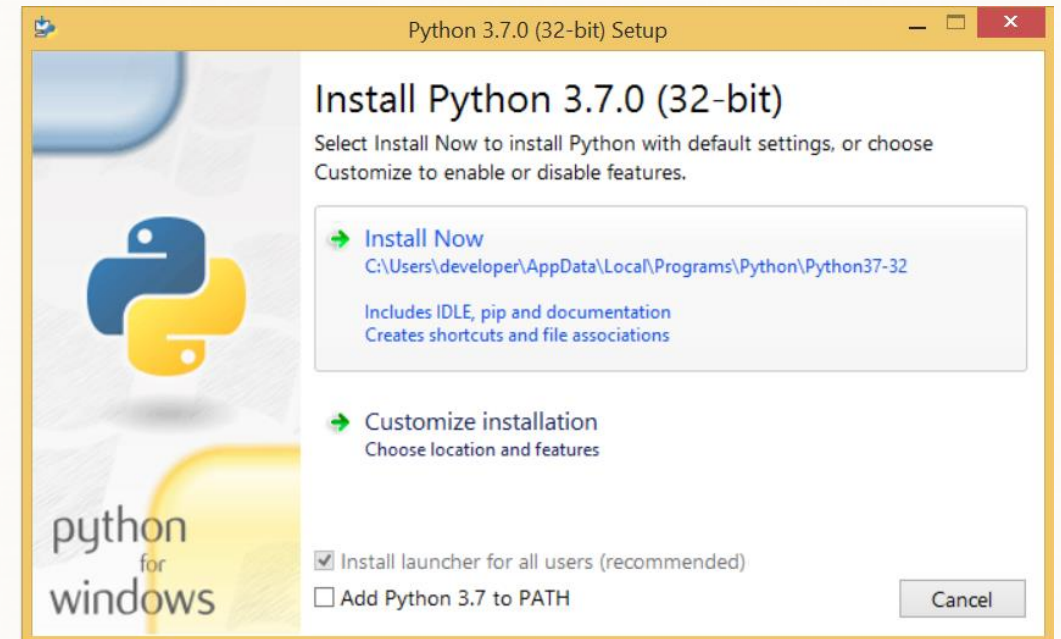 Python 3.7.0 (32-bit) Setup
Install Python 3.7.0 (32-bit)
Select Install Now to install Python with default settings, or choose
Customize to enable or disable features.
Install Now
C:\Users\developer\AppData\Local\Programs\Python\Python37-32
Includes IDLE, pip and documentation
Creates shortcuts and file associations
Customize installation
Choose location and features
python
for
windows
Install launcher for all users (recommended)
Add Python 3.7 to PATH
Cancel